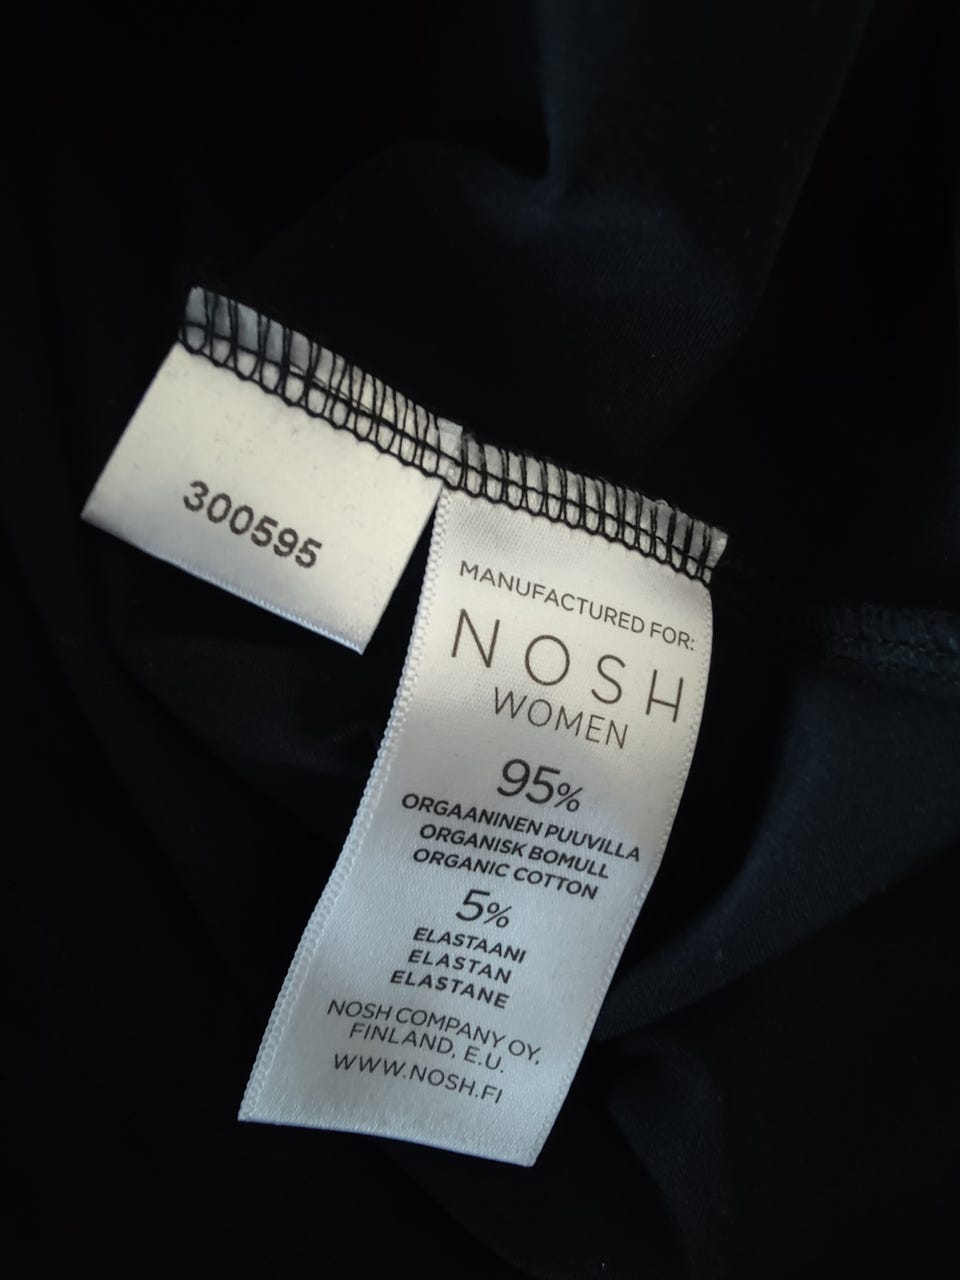 300595
MANUFACTURED FOR:
NOSH
WOMEN
95%
ORGAANINEN PUUVILLA
ORGANISK BOMULL
ORGANIC COTTON
5%
ELASTAANI
ELASTAN
ELASTANE
NOSH COMPANY OY,
FINLAND, E.U.
WWW.NOSH.FI